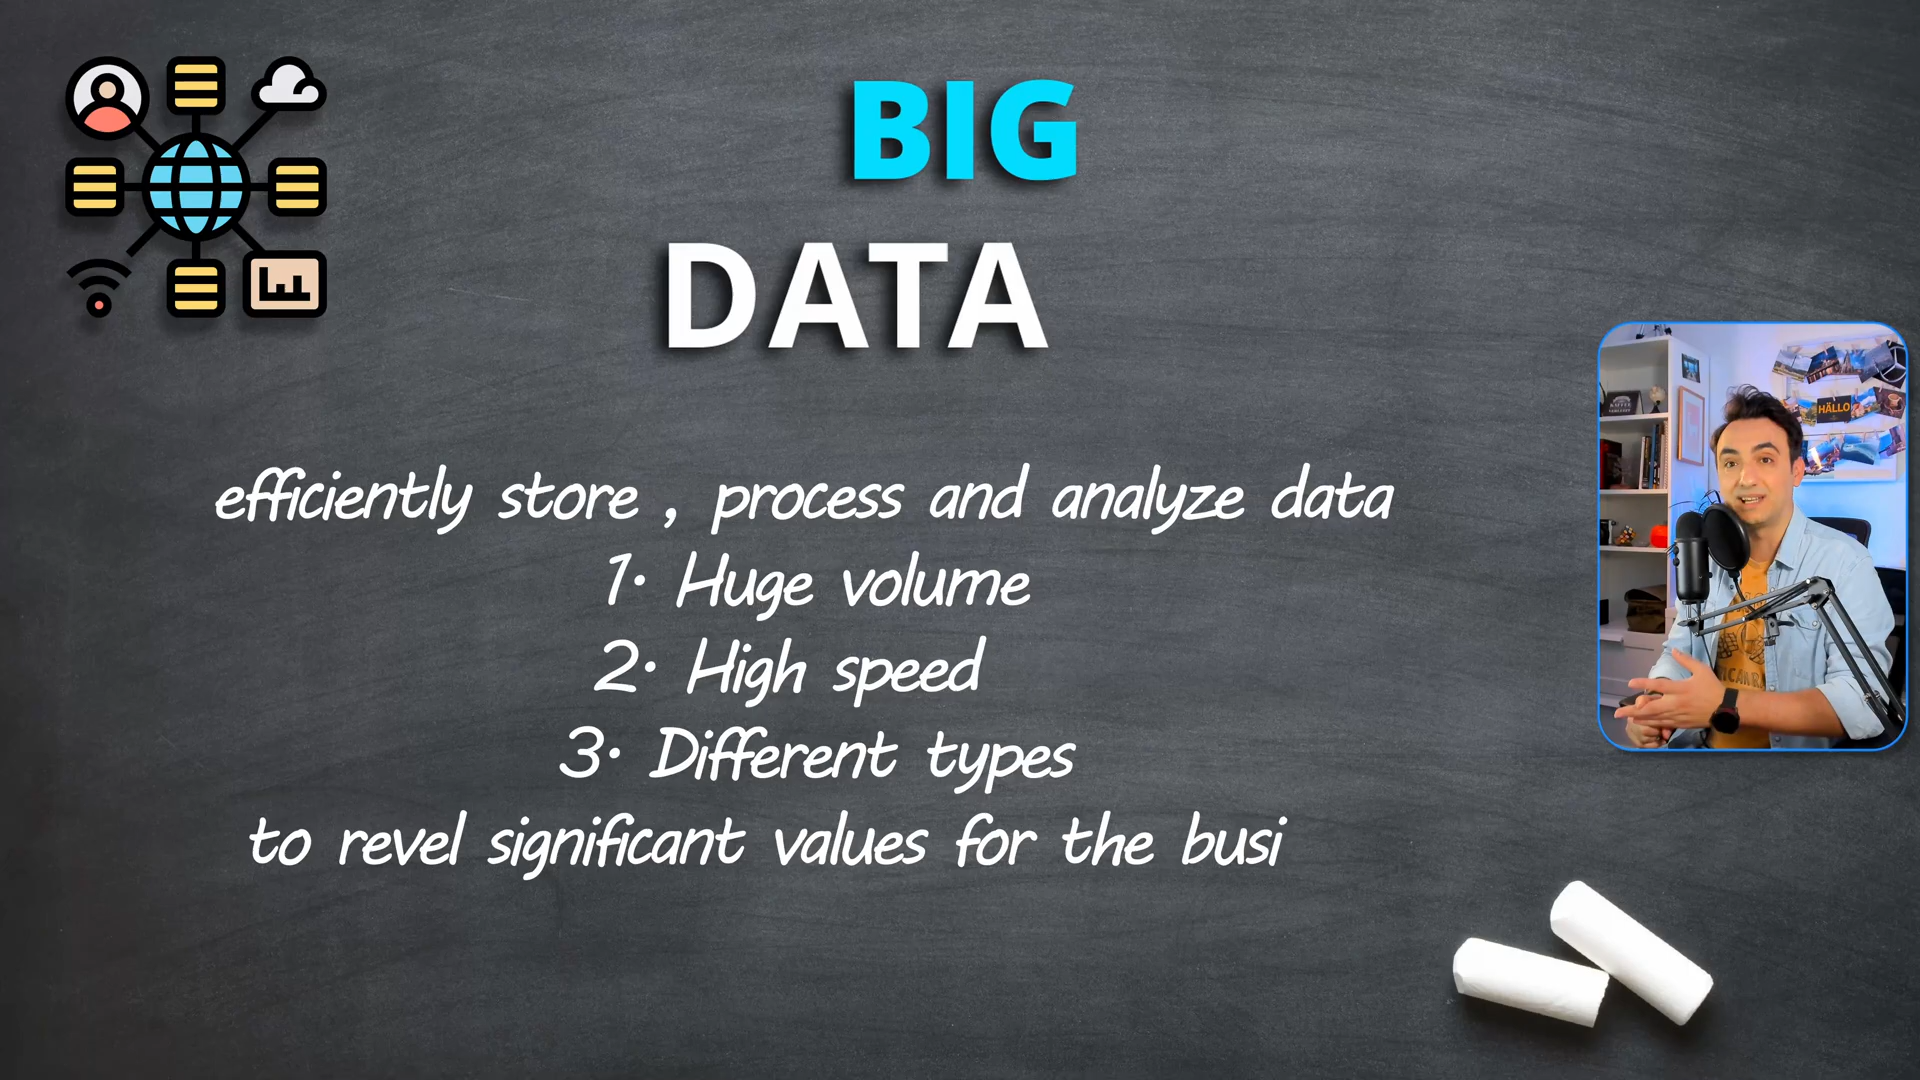 BIG
DATA
efficiently store , process and analyze data
1. Huge volume
2. High speed
3. Different types
to revel significant values for the busi
HÄLLO